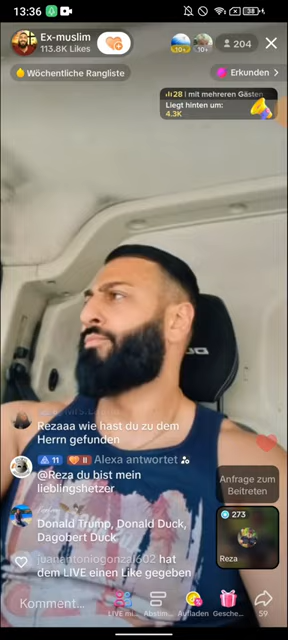 13:36
38
Ex-muslim
113.8K Likes
10+
10+
204
Wöchentliche Rangliste
Erkunden >
28 | mit mehreren Gästen
Liegt hinten um:
4.3K
Rezaaa wie hast du zu dem
Herrn gefunden
11 II Alexa antwortet
@Reza du bist mein
lieblingshetzer
Donald Trump, Donald Duck,
Dagobert Duck
juanantoniogonzal602 hat
dem LIVE einen Like gegeben
Anfrage zum
Beitreten
273
Reza
Komment...
LIVE mi...
Abstim...
Aufladen
Gesche...
59